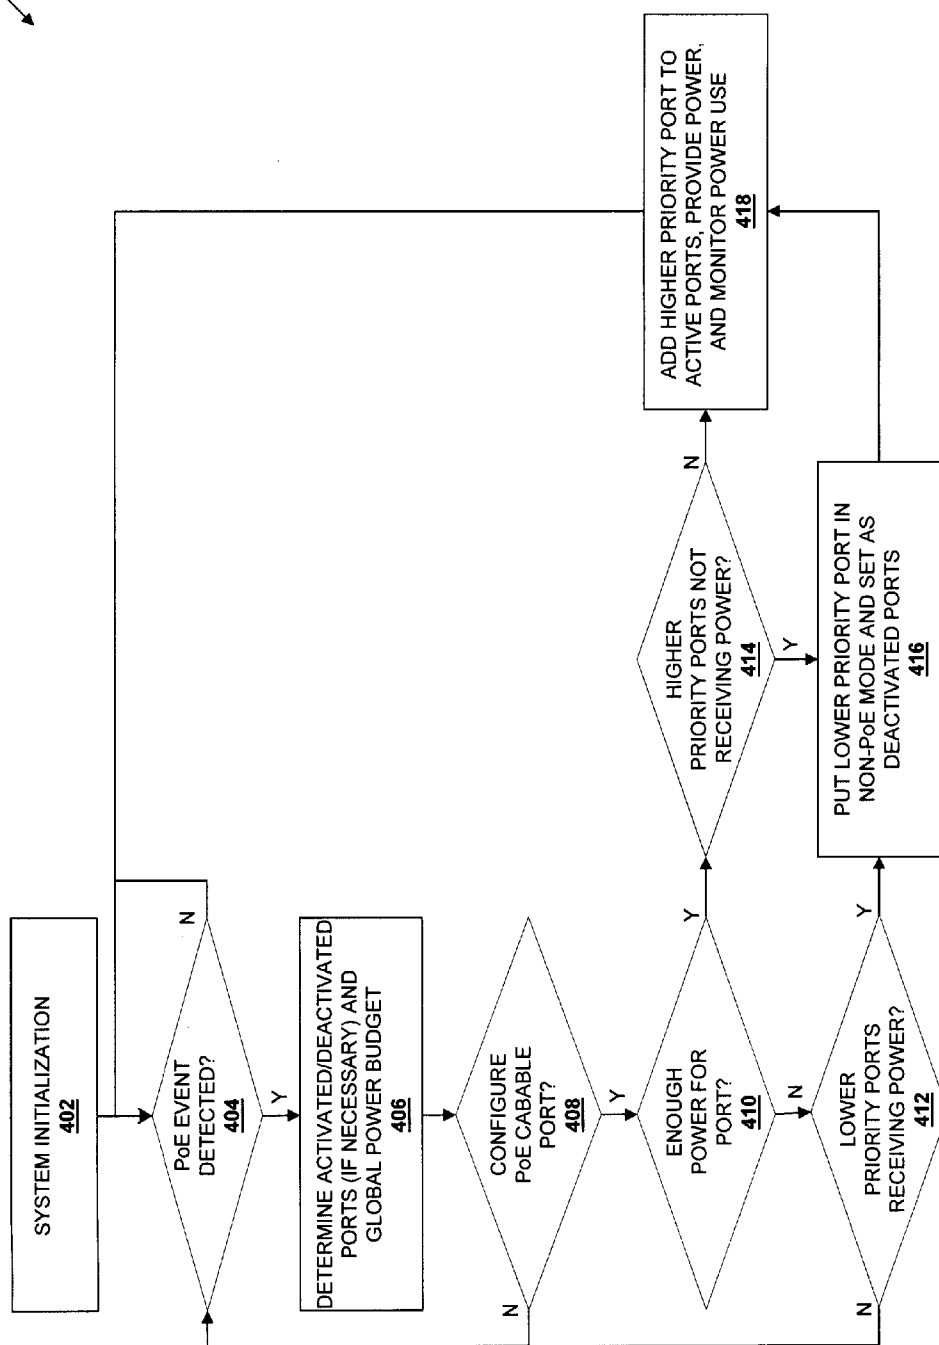 SYSTEM INITIALIZATION
402
PoE EVENT
DETECTED?
404
N
Y
DETERMINE ACTIVATED/DEACTIVATED
PORTS (IF NECESSARY) AND
GLOBAL POWER BUDGET
406
CONFIGURE
PoE CABABLE
PORT?
408
N
Y
ENOUGH
POWER FOR
PORT?
410
Y
N
LOWER
PRIORITY PORTS
RECEIVING POWER?
412
N
Y
HIGHER
PRIORITY PORTS NOT
RECEIVING POWER?
414
N
Y
PUT LOWER PRIORITY PORT IN
NON-PoE MODE AND SET AS
DEACTIVATED PORTS
416
ADD HIGHER PRIORITY PORT TO
ACTIVE PORTS, PROVIDE POWER,
AND MONITOR POWER USE
418